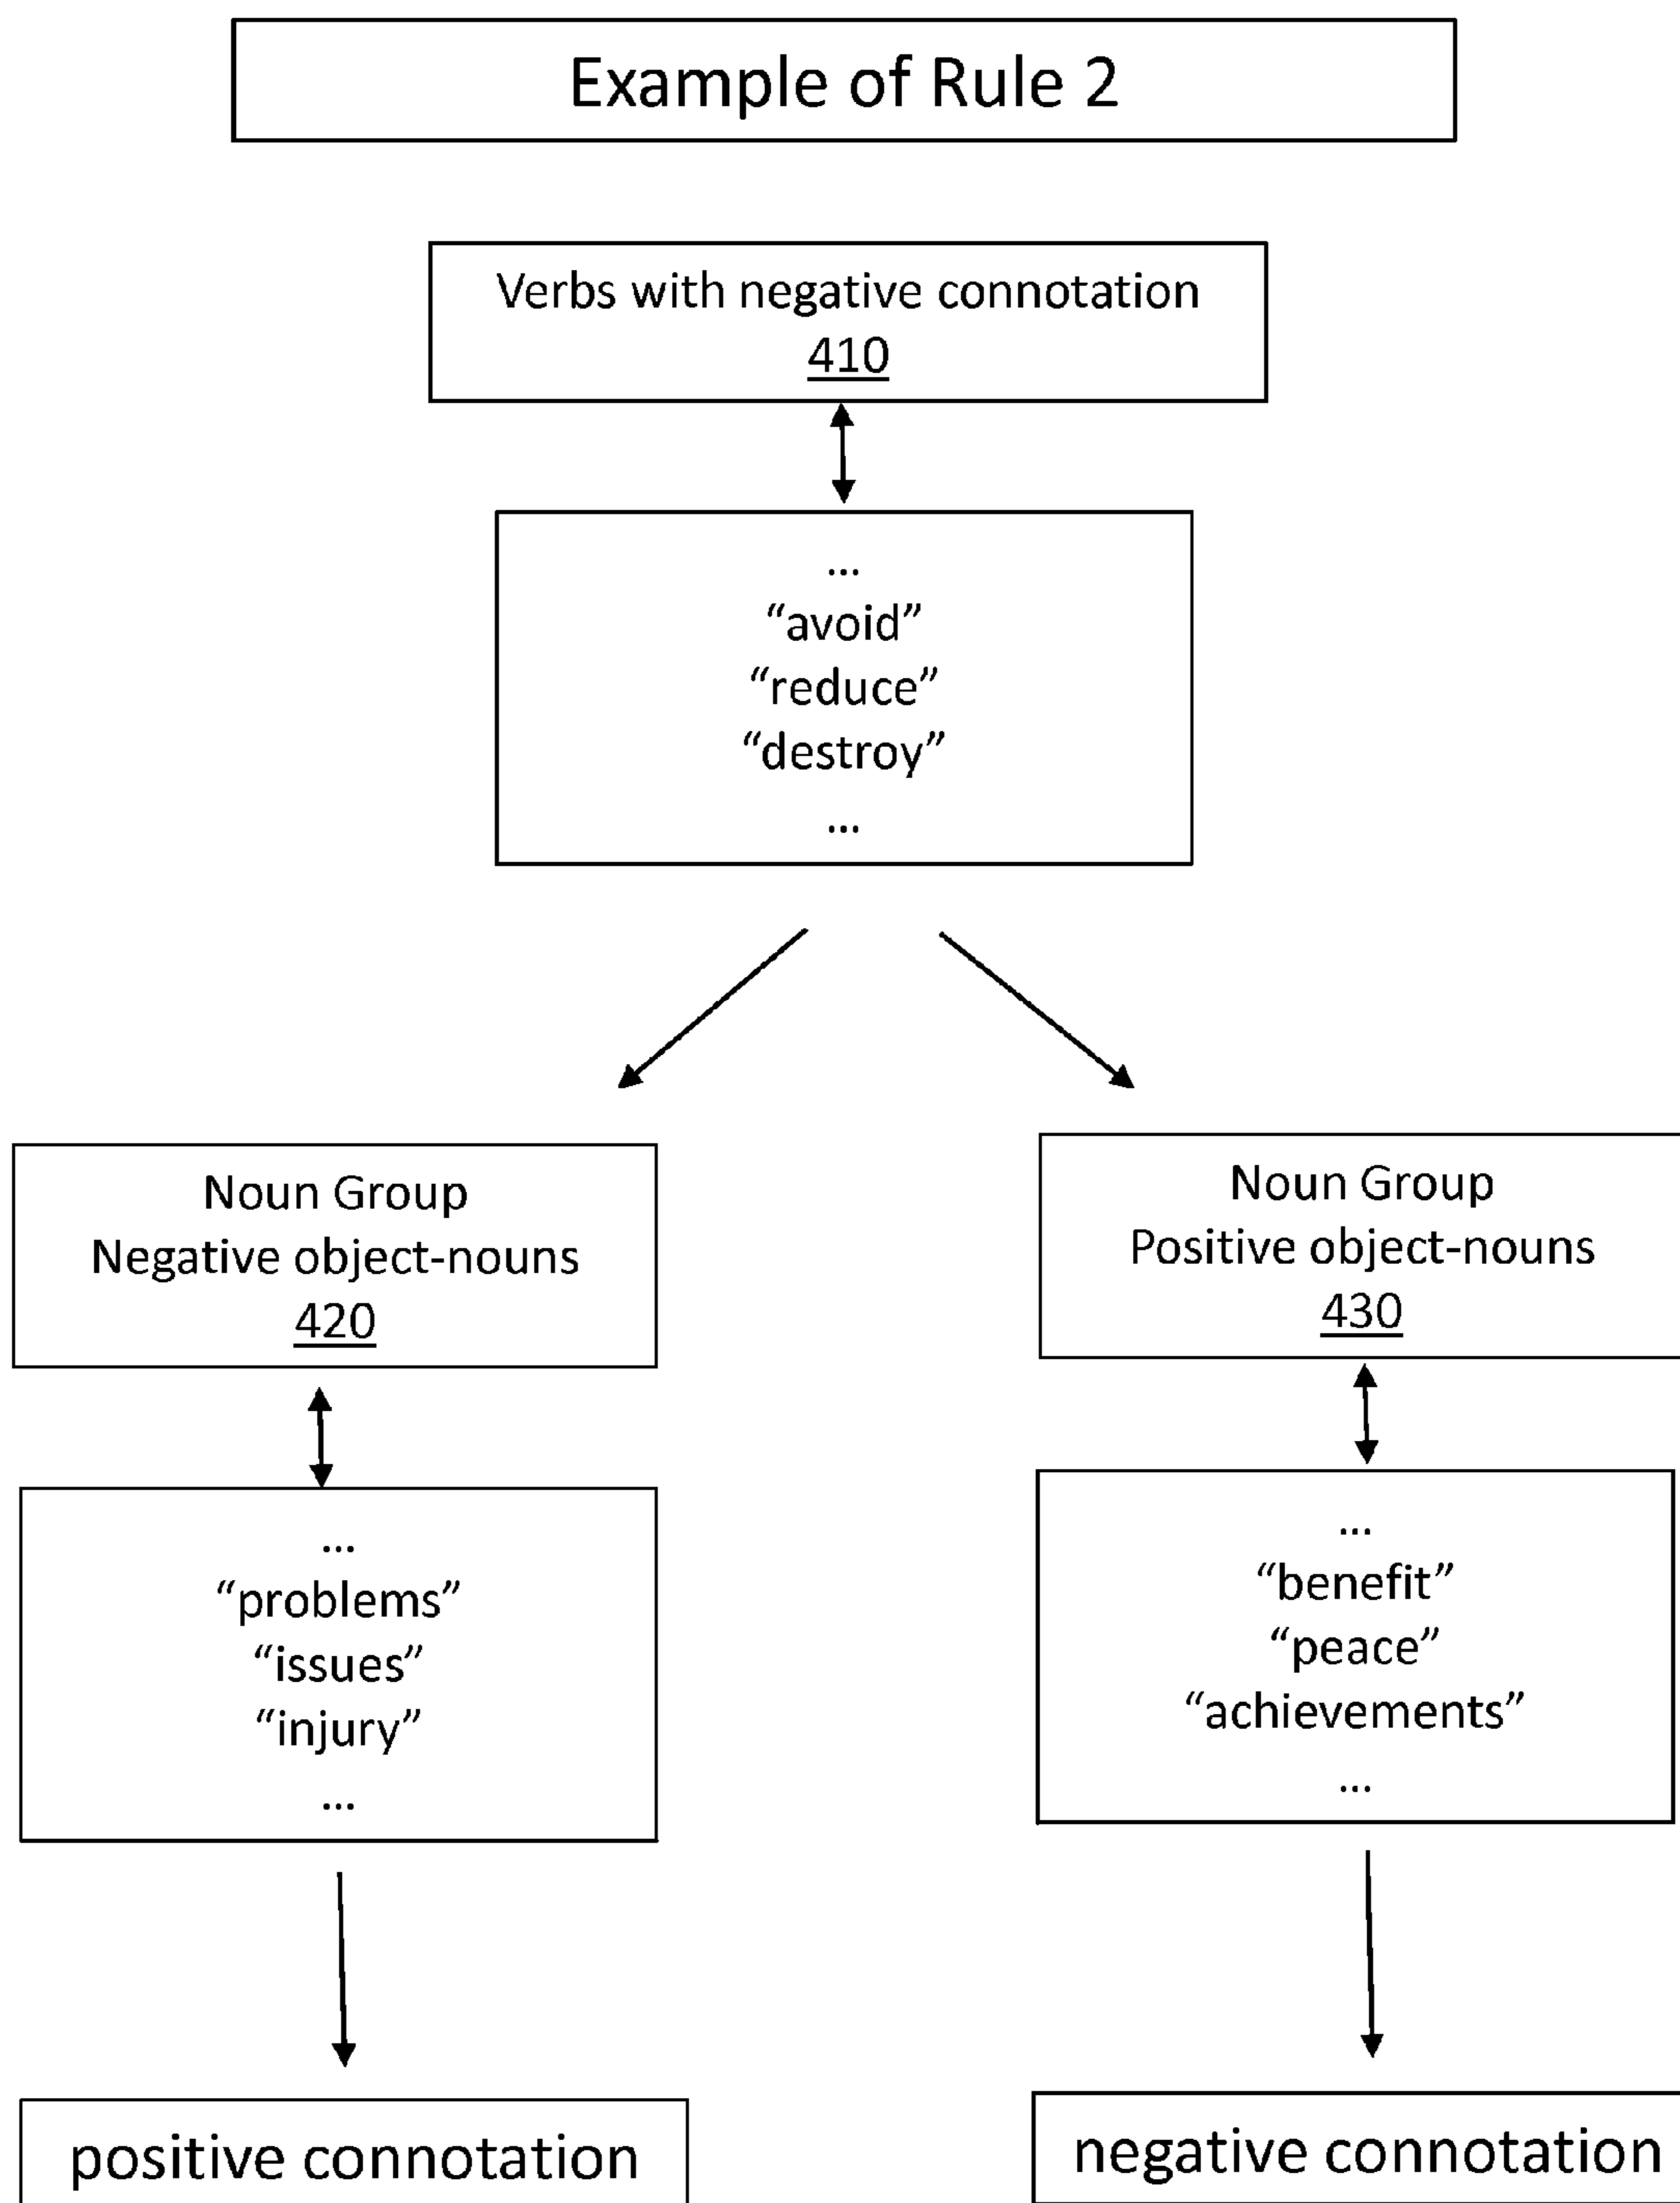 Example of Rule 2
Verbs with negative connotation
410
...
“avoid”
“reduce”
“destroy”
...
Noun Group
Negative object-nouns
420
...
“problems”
“issues”
“injury”
...
positive connotation
Noun Group
Positive object-nouns
430
...
“benefit”
“peace”
“achievements”
...
negative connotation